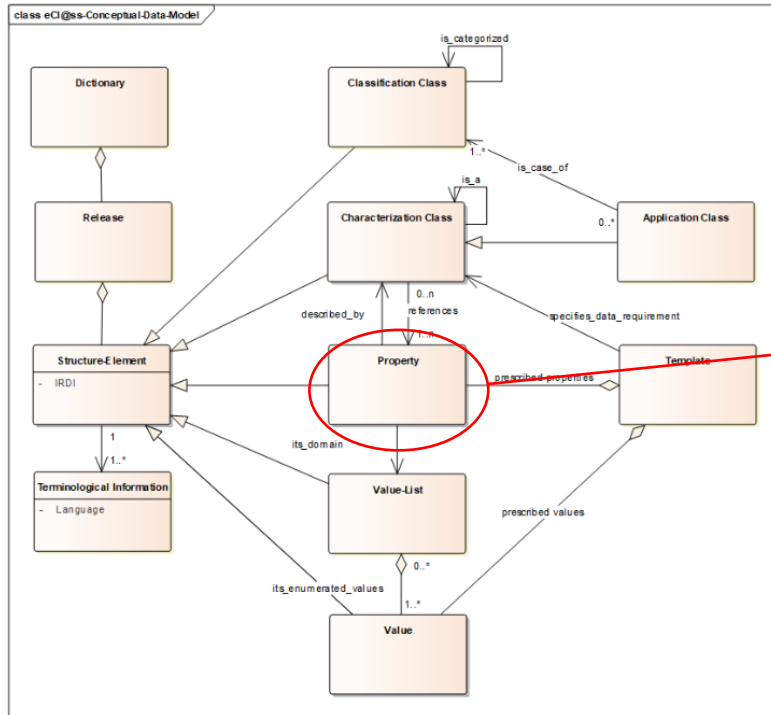 class eCl@ss-Conceptual-Data-Model
is_categorized
Dictionary
Classification Class
1..*
is_case_of
is_a
Release
Characterization Class
0..*
Application Class
0..n
described_by
references
specifies_data_requirement
1..n
Structure-Element
- IRDI
Property
prescribed properties
Template
1
its_domain
1..*
Terminological Information
- Language
Value-List
prescribed values
0..*
its_enumerated_values
1..*
Value